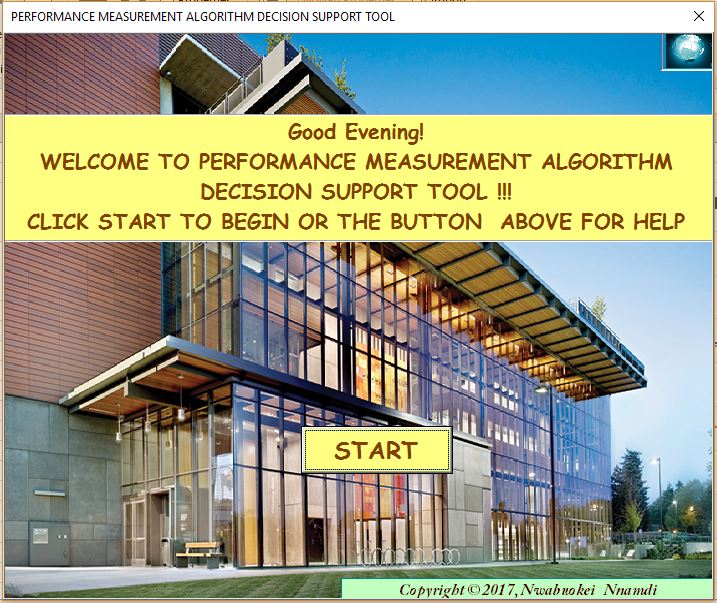 PERFORMANCE MEASUREMENT ALGORITHM DECISION SUPPORT TOOL
Good Evening!
WELCOME TO PERFORMANCE MEASUREMENT ALGORITHM
DECISION SUPPORT TOOL !!!
CLICK START TO BEGIN OR THE BUTTON ABOVE FOR HELP
START
Copyright © 2017, Nwabuokei Nnamdi